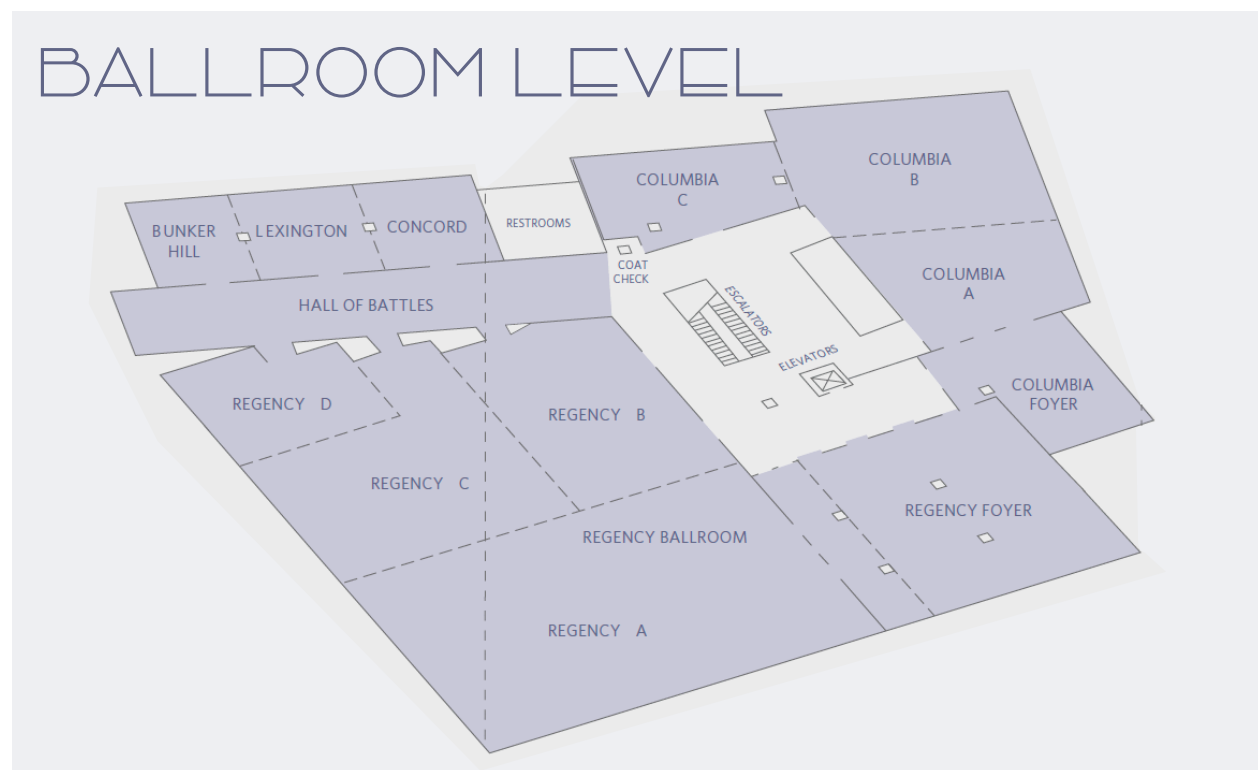 BALLROOM LEVEL
COLUMBIA
B
COLUMBIA
C
BUNKER
HILL
LEXINGTON
CONCORD
RESTROOMS
COAT
CHECK
COLUMBIA
A
HALL OF BATTLES
ESCALATORS
ELEVATORS
COLUMBIA
FOYER
REGENCY D
REGENCY B
REGENCY C
REGENCY FOYER
REGENCY BALLROOM
REGENCY A